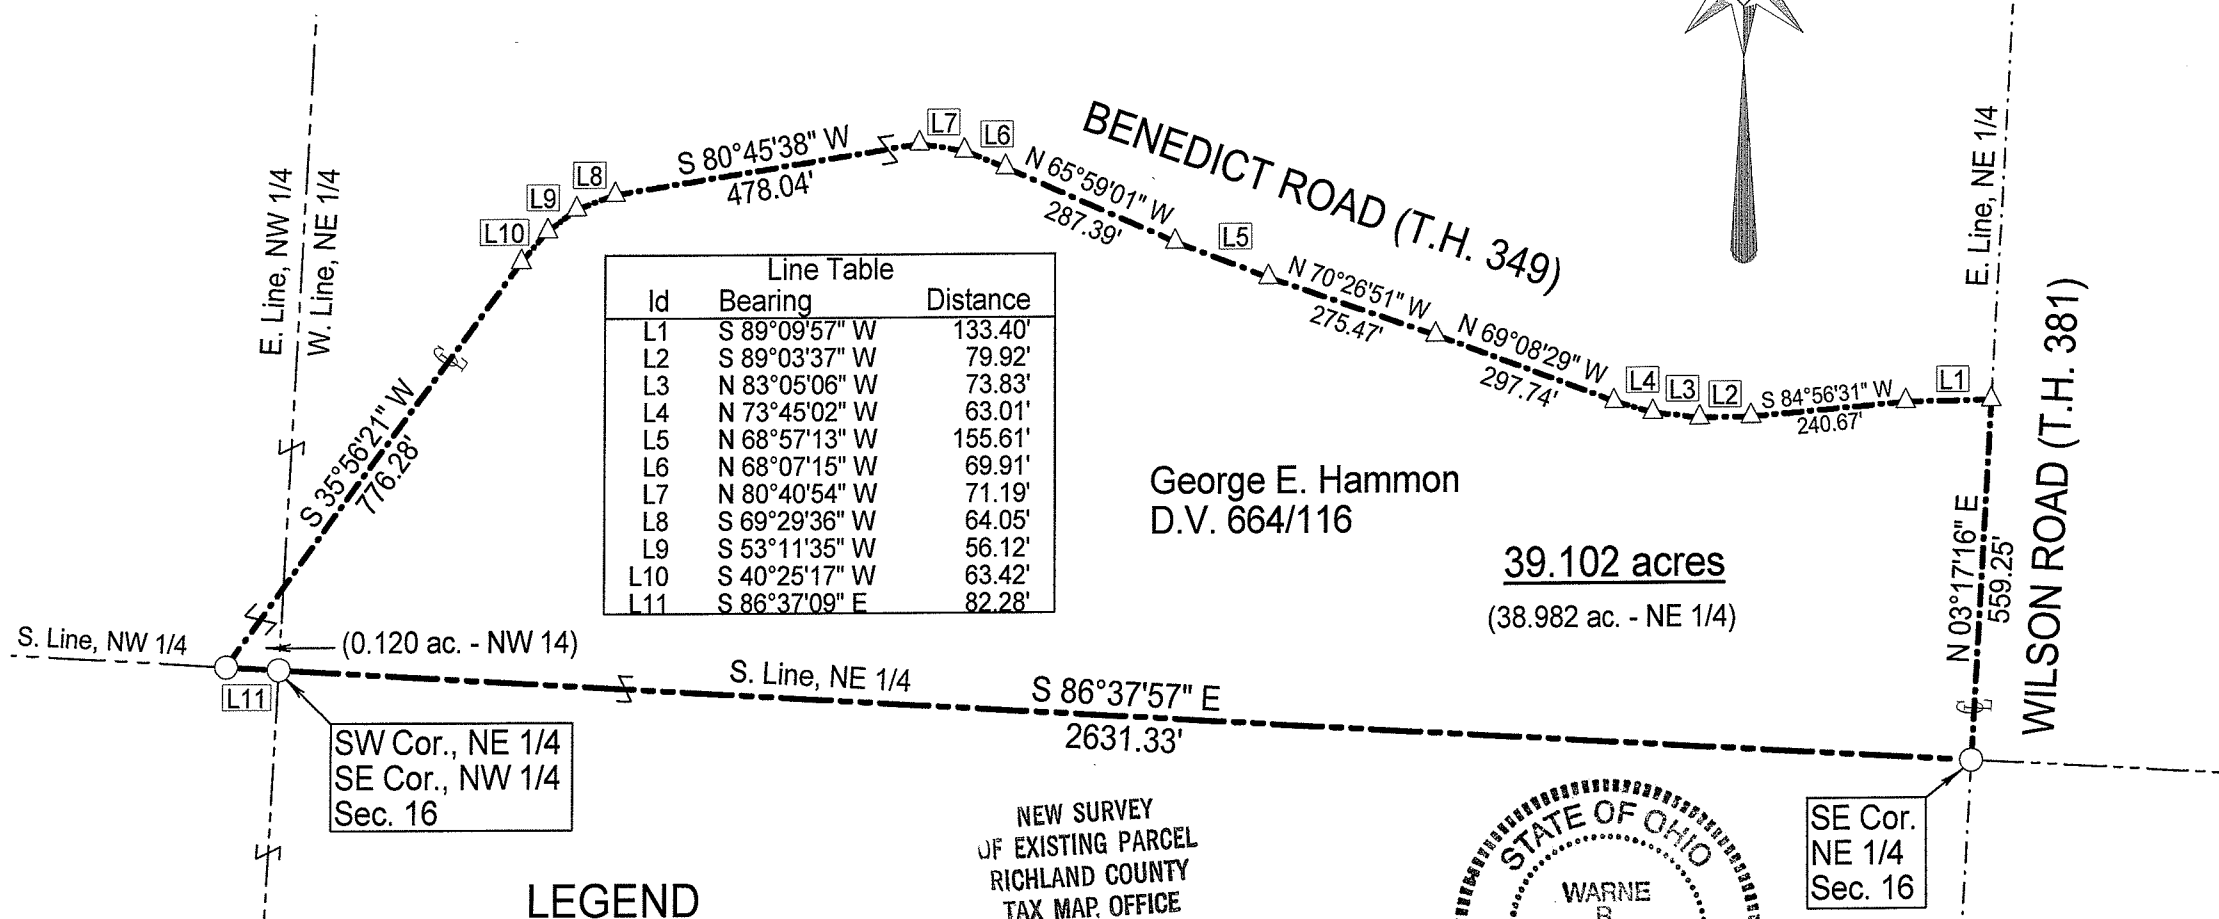 E. Line, NW 1/4
W. Line, NE 1/4
L10
L9
L8
S 80°45'38" W
478.04'
L7
L6
N 65°59'01" W
287.39'
BENEDICT ROAD (T.H. 349)
L5
N 70°26'51" W
275.47'
N 69°08'29" W
297.74'
L4
L3
L2
S 84°56'31" W
240.67'
L1
E. Line, NE 1/4
WILSON ROAD (T.H. 381)
N 03°17'16" E
559.25'
CL
Line Table
Id Bearing Distance
L1 S 89°09'57" W 133.40'
L2 S 89°03'37" W 79.92'
L3 N 83°05'06" W 73.83'
L4 N 73°45'02" W 63.01'
L5 N 68°57'13" W 155.61'
L6 N 68°07'15" W 69.91'
L7 N 80°40'54" W 71.19'
L8 S 69°29'36" W 64.05'
L9 S 53°11'35" W 56.12'
L10 S 40°25'17" W 63.42'
L11 S 86°37'09" E 82.28'
CL
S 35°56'21" W
776.28'
George E. Hammon
D.V. 664/116
39.102 acres
(38.982 ac. - NE 1/4)
S. Line, NW 1/4
(0.120 ac. - NW 14)
L11
S. Line, NE 1/4
S 86°37'57" E
2631.33'
SW Cor., NE 1/4
SE Cor., NW 1/4
Sec. 16
SE Cor.
NE 1/4
Sec. 16
NEW SURVEY
OF EXISTING PARCEL
RICHLAND COUNTY
TAX MAP OFFICE
STATE OF OHIO
WARNE
B.
LEGEND